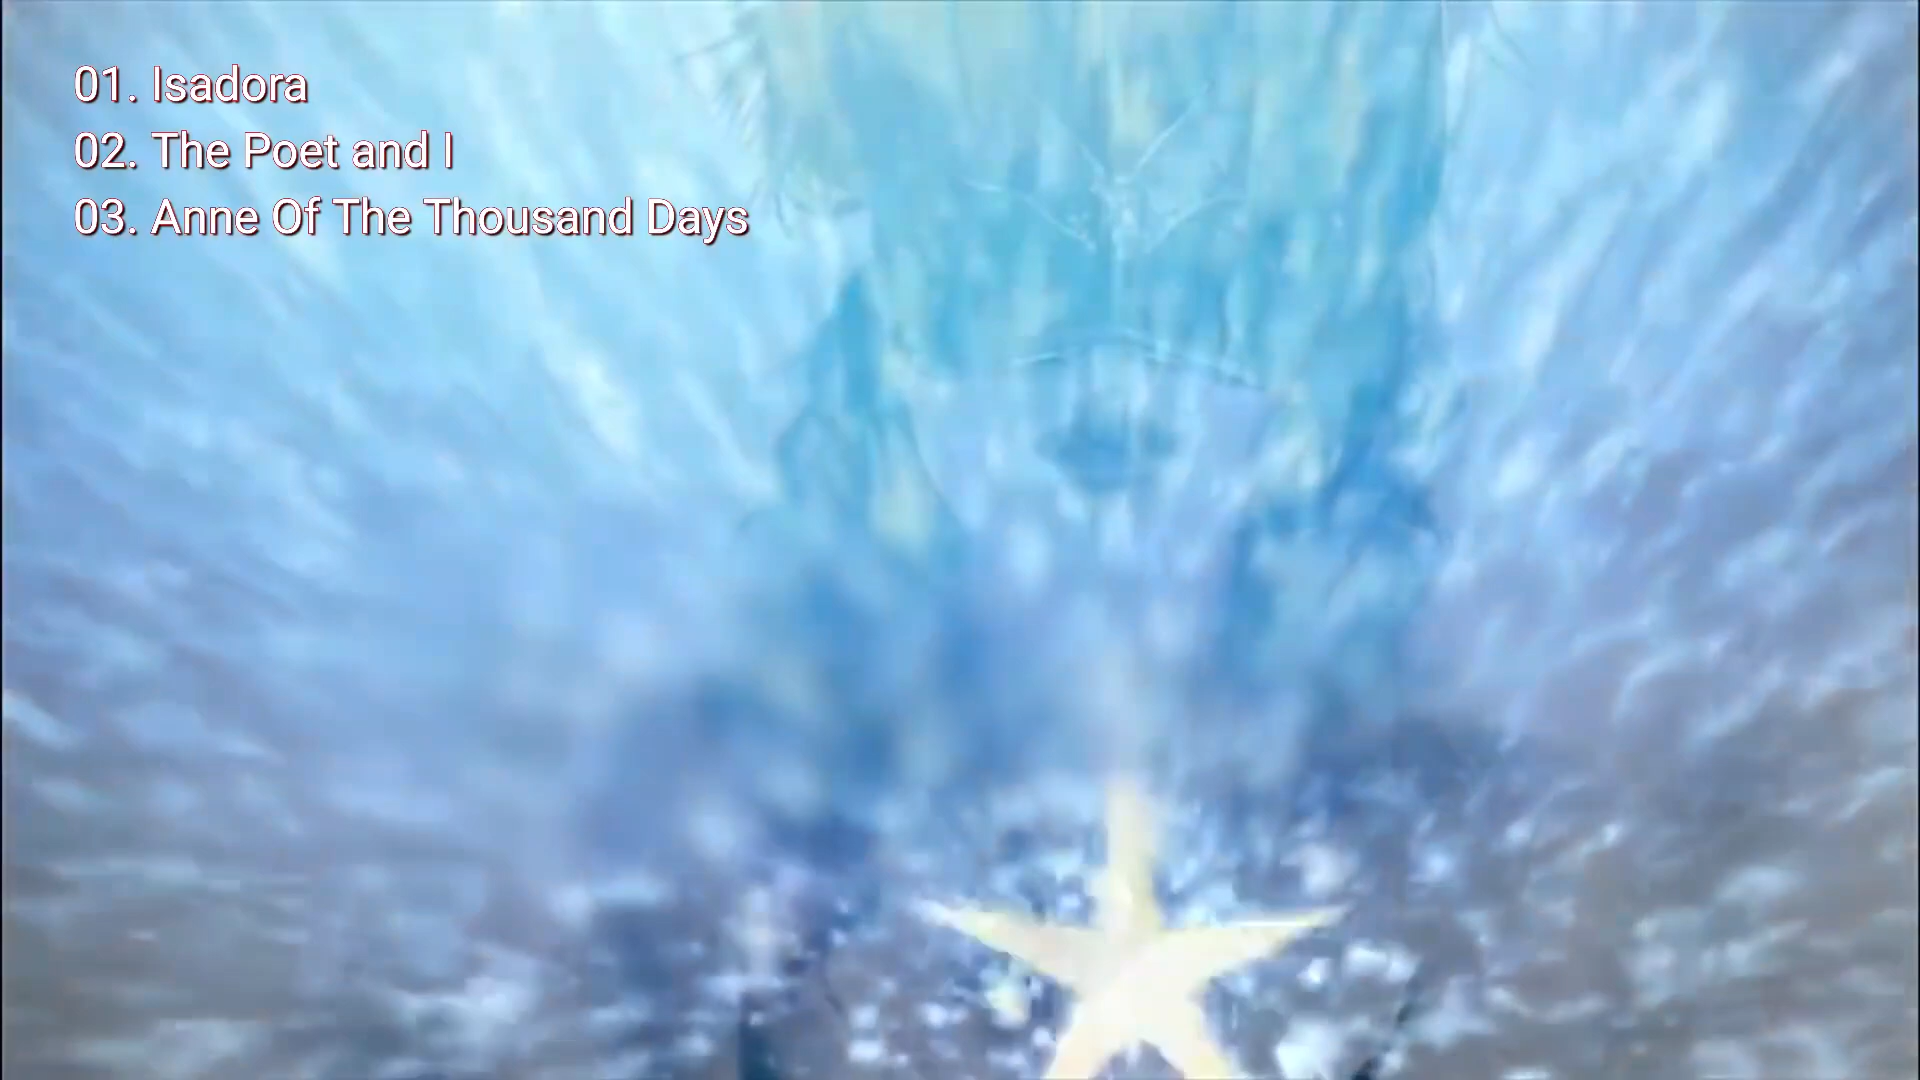 01. Isadora
02. The Poet and I
03. Anne Of The Thousand Days